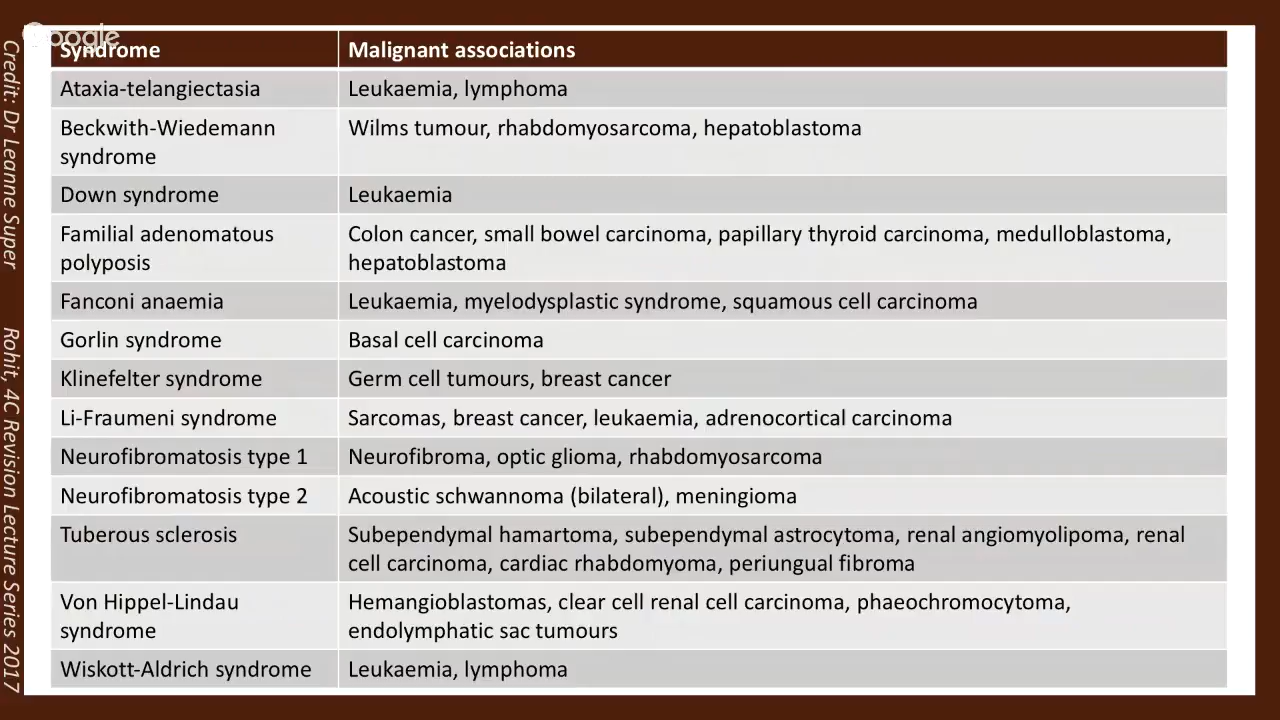 Google
Syndrome Malignant associations
Ataxia-telangiectasia Leukaemia, lymphoma
Beckwith-Wiedemann Wilms tumour, rhabdomyosarcoma, hepatoblastoma
syndrome
Down syndrome Leukaemia
Familial adenomatous Colon cancer, small bowel carcinoma, papillary thyroid carcinoma, medulloblastoma,
polyposis hepatoblastoma
Fanconi anaemia Leukaemia, myelodysplastic syndrome, squamous cell carcinoma
Gorlin syndrome Basal cell carcinoma
Klinefelter syndrome Germ cell tumours, breast cancer
Li-Fraumeni syndrome Sarcomas, breast cancer, leukaemia, adrenocortical carcinoma
Neurofibromatosis type 1 Neurofibroma, optic glioma, rhabdomyosarcoma
Neurofibromatosis type 2 Acoustic schwannoma (bilateral), meningioma
Tuberous sclerosis Subependymal hamartoma, subependymal astrocytoma, renal angiomyolipoma, renal
cell carcinoma, cardiac rhabdomyoma, periungual fibroma
Von Hippel-Lindau Hemangioblastomas, clear cell renal cell carcinoma, phaeochromocytoma,
syndrome endolymphatic sac tumours
Wiskott-Aldrich syndrome Leukaemia, lymphoma
Credit: Dr Leanne Super Rohit, 4C Revision Lecture Series 2017